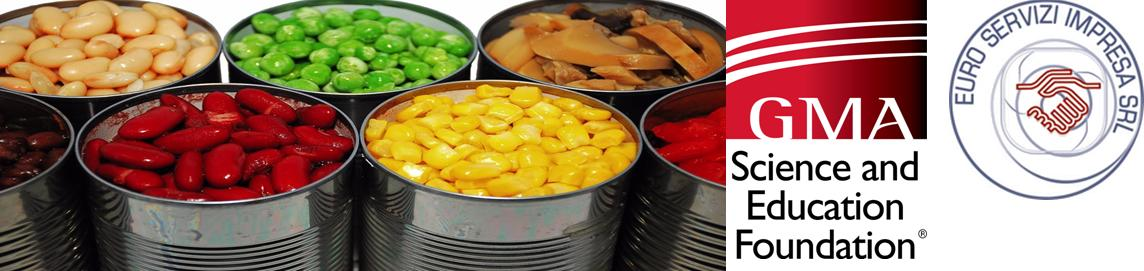 GMA
Science and
Education
Foundation®
EURO SERVIZI IMPRESA SRL